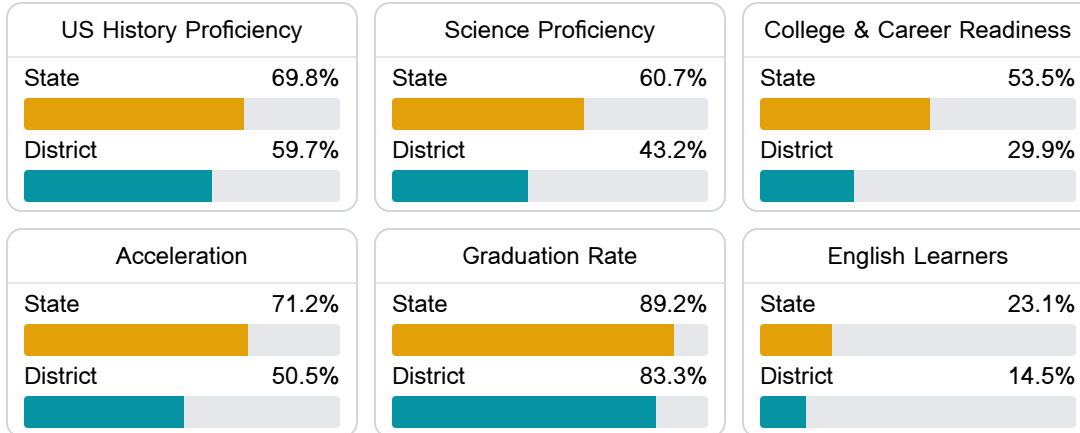 US History Proficiency
State 69.8%
District 59.7%
Science Proficiency
State 60.7%
District 43.2%
College & Career Readiness
State 53.5%
District 29.9%
Acceleration
State 71.2%
District 50.5%
Graduation Rate
State 89.2%
District 83.3%
English Learners
State 23.1%
District 14.5%